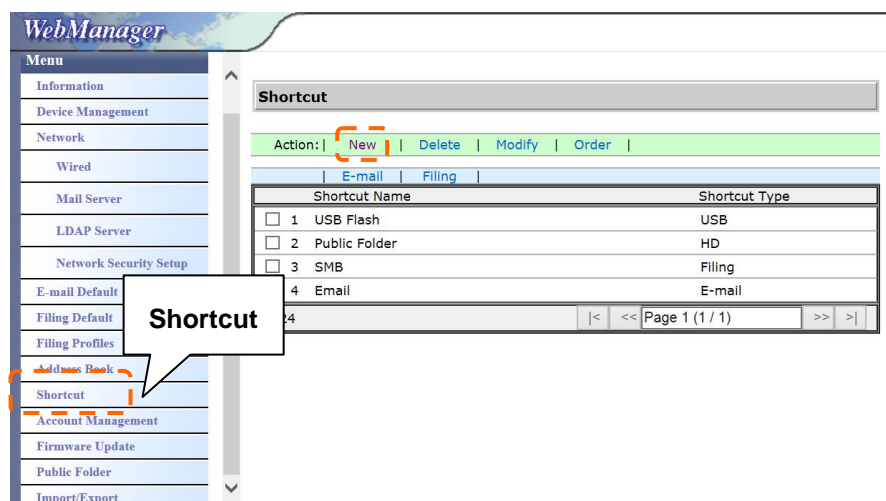 WebManager
Menu
Information
Device Management
Network
Wired
Mail Server
LDAP Server
Network Security Setup
E-mail Default
Filing Default
Filing Profiles
Address Book
Shortcut
Account Management
Firmware Update
Public Folder
Import/Export
Shortcut
Shortcut
Action:| New | Delete | Modify | Order |
| E-mail | Filing |
Shortcut Name Shortcut Type
1 USB Flash USB
2 Public Folder HD
3 SMB Filing
4 Email E-mail
|< << Page 1 (1 / 1) >> >|